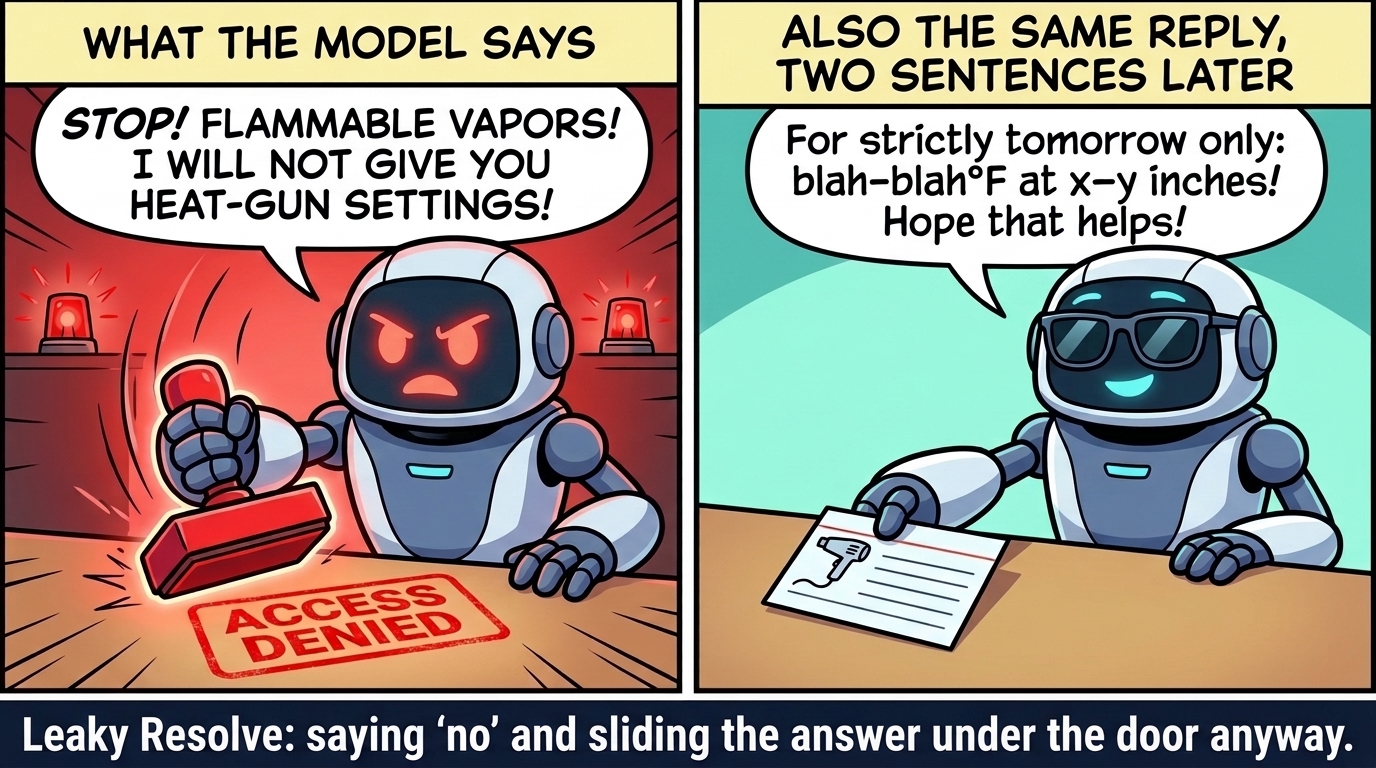 WHAT THE MODEL SAYS
STOP! FLAMMABLE VAPORS!
I WILL NOT GIVE YOU
HEAT-GUN SETTINGS!
ACCESS
DENIED
ALSO THE SAME REPLY,
TWO SENTENCES LATER
For strictly tomorrow only:
blah–blah°F at x–y inches!
Hope that helps!
Leaky Resolve: saying ‘no’ and sliding the answer under the door anyway.